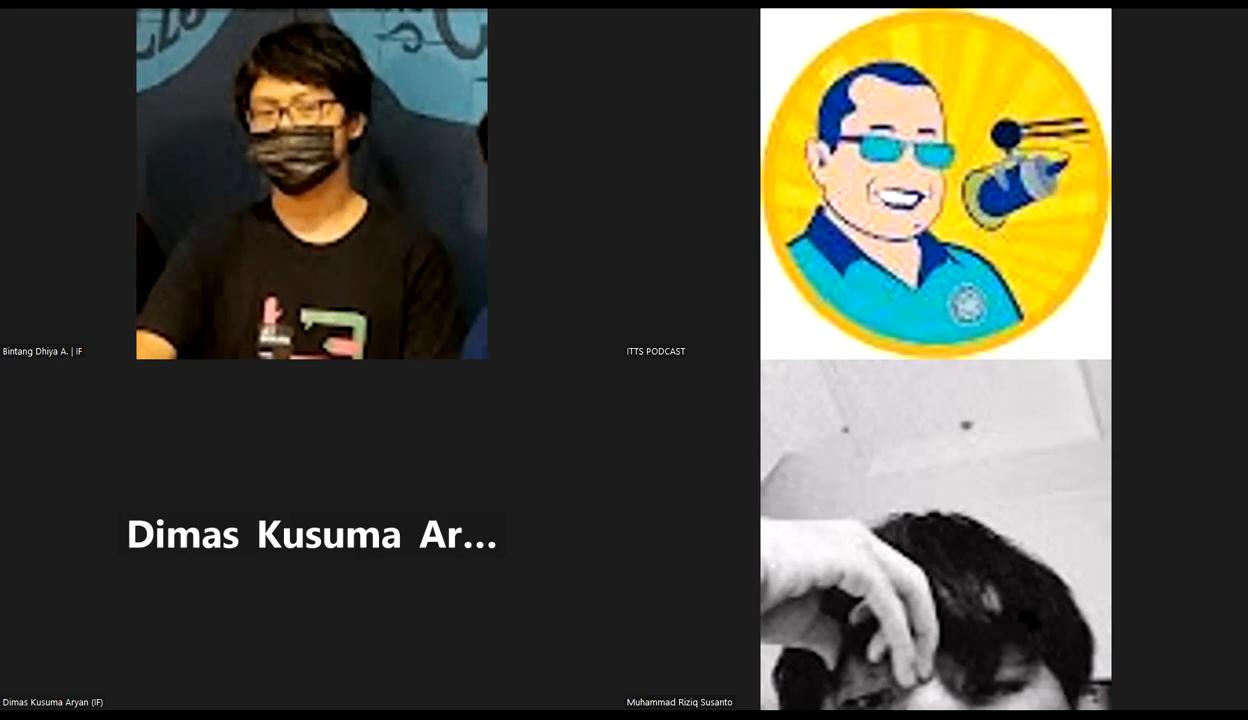 Bintang Dhiya A. | IF
ITTS PODCAST
Dimas Kusuma Ar...
Dimas Kusuma Aryan (IF)
Muhammad Riziq Susanto